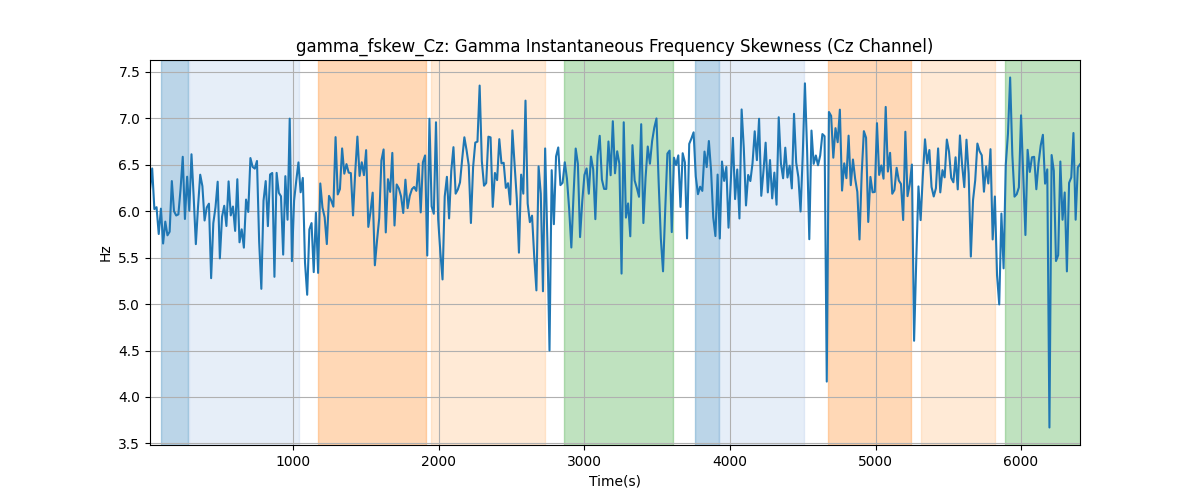 gamma_fskew_Cz: Gamma Instantaneous Frequency Skewness (Cz Channel)
7.5
7.0
6.5
6.0
5.5
5.0
4.5
4.0
3.5
Hz
1000 2000 3000 4000 5000 6000
Time(s)